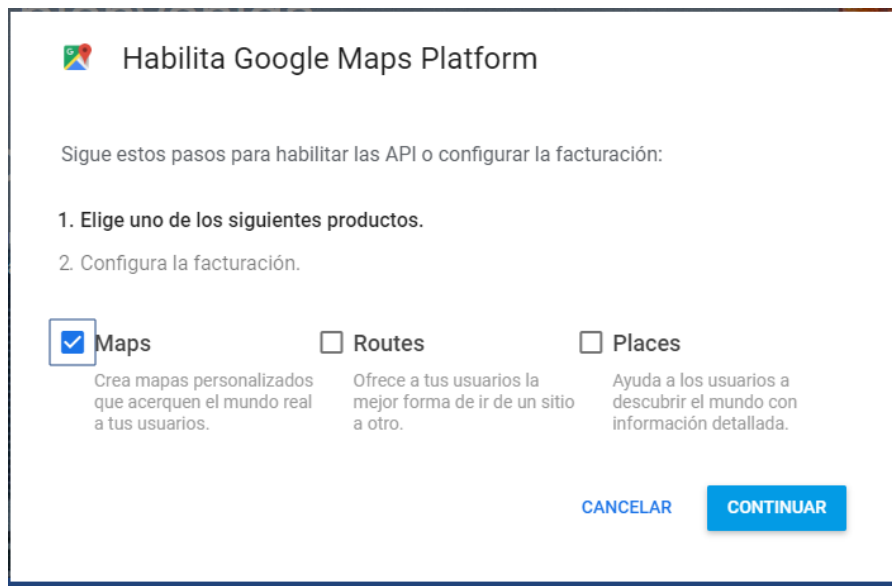 Habilita Google Maps Platform
Sigue estos pasos para habilitar las API o configurar la facturación:
1. Elige uno de los siguientes productos.
2. Configura la facturación.
Maps
Crea mapas personalizados
que acerquen el mundo real
a tus usuarios.
Routes
Ofrece a tus usuarios la
mejor forma de ir de un sitio
a otro.
Places
Ayuda a los usuarios a
descubrir el mundo con
información detallada.
CANCELAR
CONTINUAR